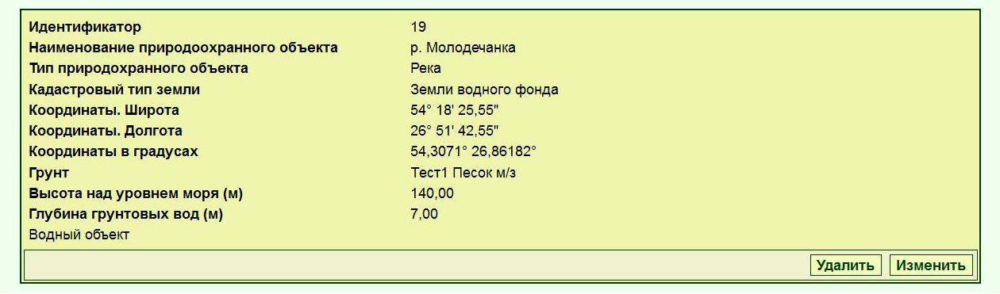 Идентификатор 19
Наименование природоохранного объекта р. Молодечанка
Тип природохранного объекта Река
Кадастровый тип земли Земли водного фонда
Координаты. Широта 54° 18' 25,55"
Координаты. Долгота 26° 51' 42,55"
Координаты в градусах 54,3071° 26,86182°
Грунт Тест1 Песок м/з
Высота над уровнем моря (м) 140,00
Глубина грунтовых вод (м) 7,00
Водный объект
Удалить Изменить